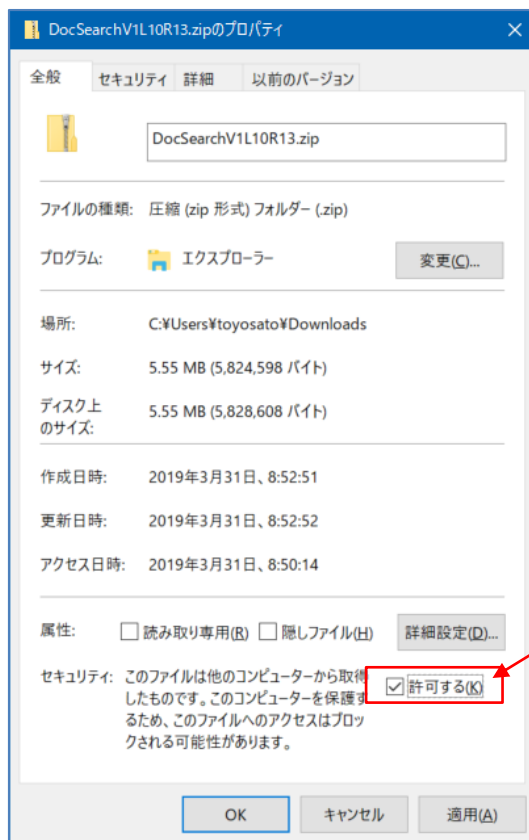 DocSearchV1L10R13.zipのプロパティ
全般 セキュリティ 詳細 以前のバージョン
DocSearchV1L10R13.zip
ファイルの種類: 圧縮 (zip 形式) フォルダー (.zip)
プログラム: エクスプローラー 変更(C)...
場所: C:¥Users¥toyosato¥Downloads
サイズ: 5.55 MB (5,824,598 バイト)
ディスク上
のサイズ: 5.55 MB (5,828,608 バイト)
作成日時: 2019年3月31日、8:52:51
更新日時: 2019年3月31日、8:52:52
アクセス日時: 2019年3月31日、8:50:14
属性: 読み取り専用(R) 隠しファイル(H) 詳細設定(D)...
セキュリティ: このファイルは他のコンピューターから取得 許可する(K)
したものです。このコンピューターを保護す
るため、このファイルへのアクセスはブロッ
クされる可能性があります。
OK キャンセル 適用(A)